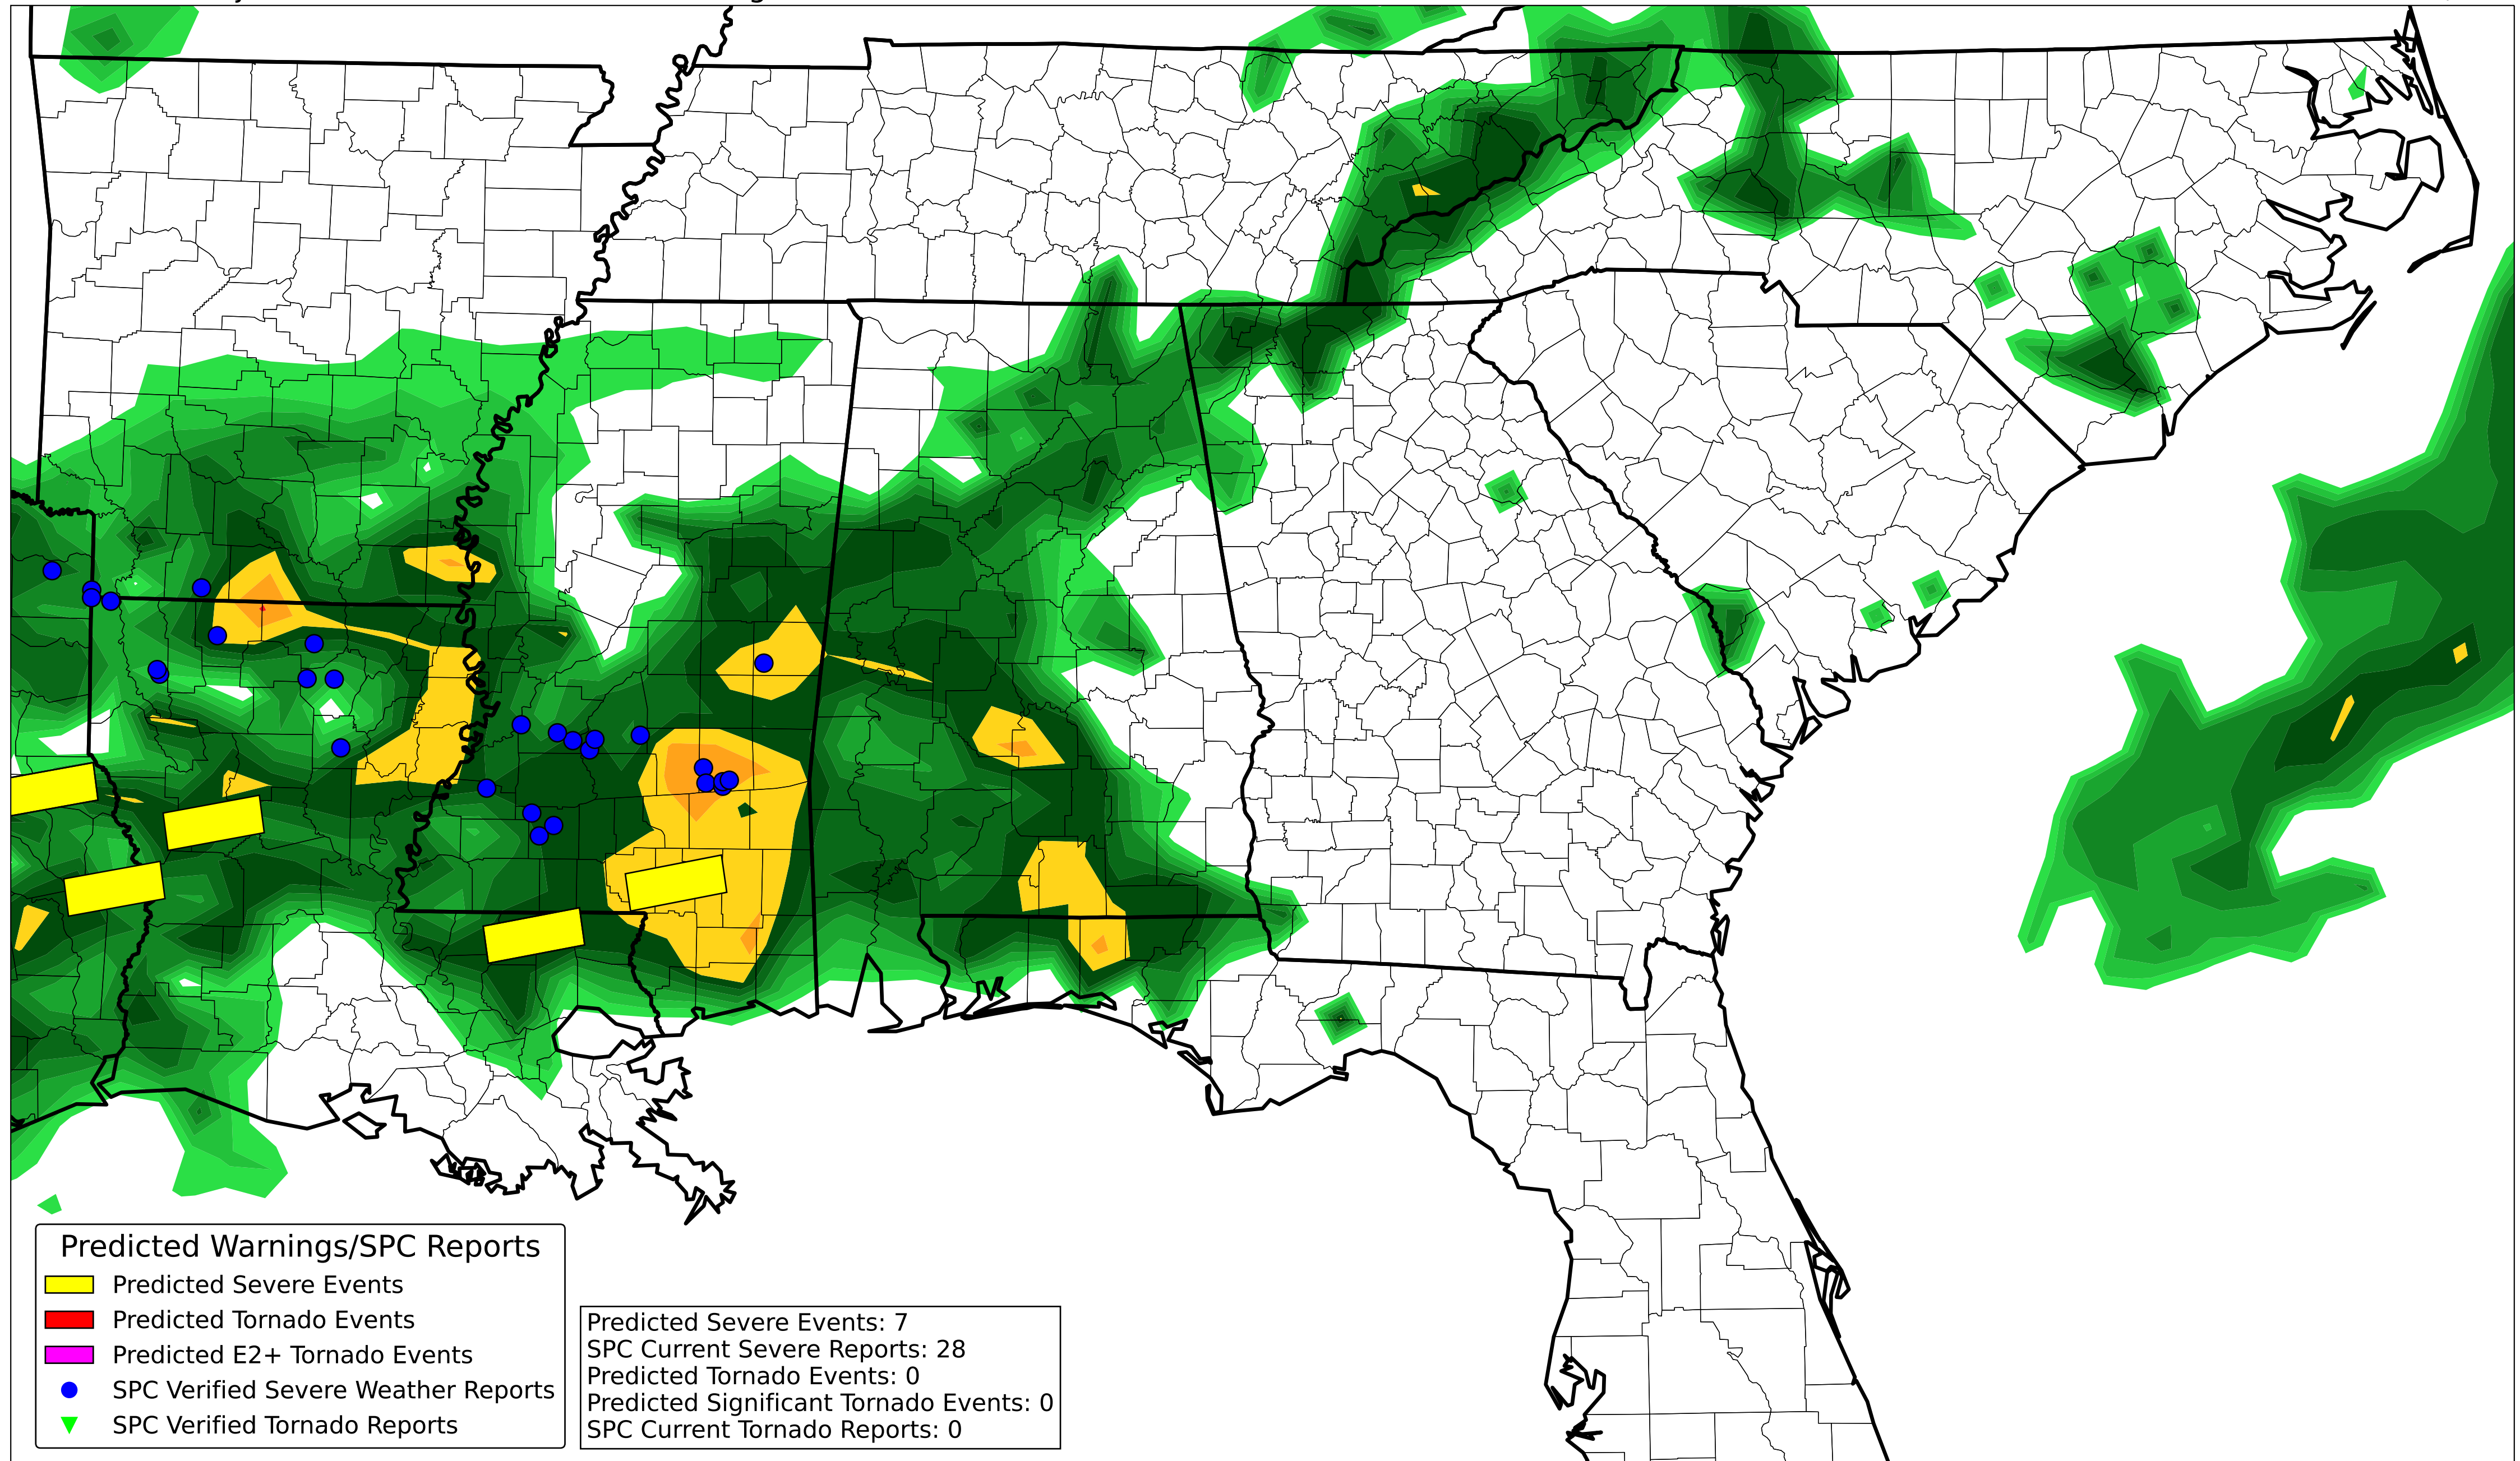 Predicted Warnings/SPC Reports
Predicted Severe Events
Predicted Tornado Events
Predicted E2+ Tornado Events
SPC Verified Severe Weather Reports
SPC Verified Tornado Reports
Predicted Severe Events: 7
SPC Current Severe Reports: 28
Predicted Tornado Events: 0
Predicted Significant Tornado Events: 0
SPC Current Tornado Reports: 0